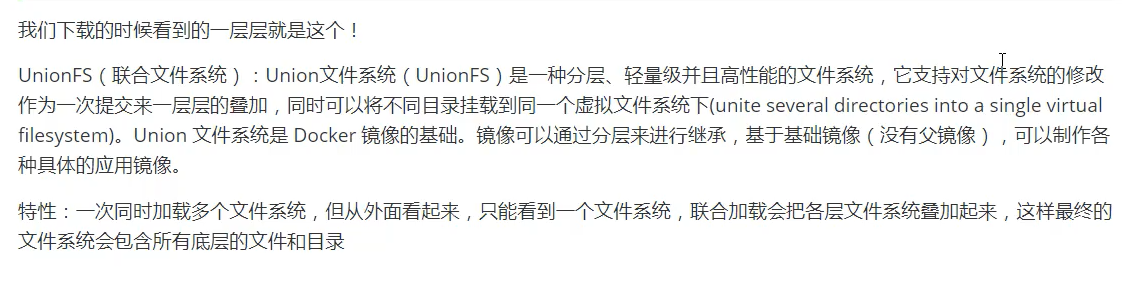 我们下载的时候看到的一层层就是这个！
UnionFS（联合文件系统）：Union文件系统（UnionFS）是一种分层、轻量级并且高性能的文件系统，它支持对文件系统的修改
作为一次提交来一层层的叠加，同时可以将不同目录挂载到同一个虚拟文件系统下(unite several directories into a single virtual
filesystem)。Union 文件系统是 Docker 镜像的基础。镜像可以通过分层来进行继承，基于基础镜像（没有父镜像），可以制作各
种具体的应用镜像。
特性：一次同时加载多个文件系统，但从外面看起来，只能看到一个文件系统，联合加载会把各层文件系统叠加起来，这样最终的
文件系统会包含所有底层的文件和目录